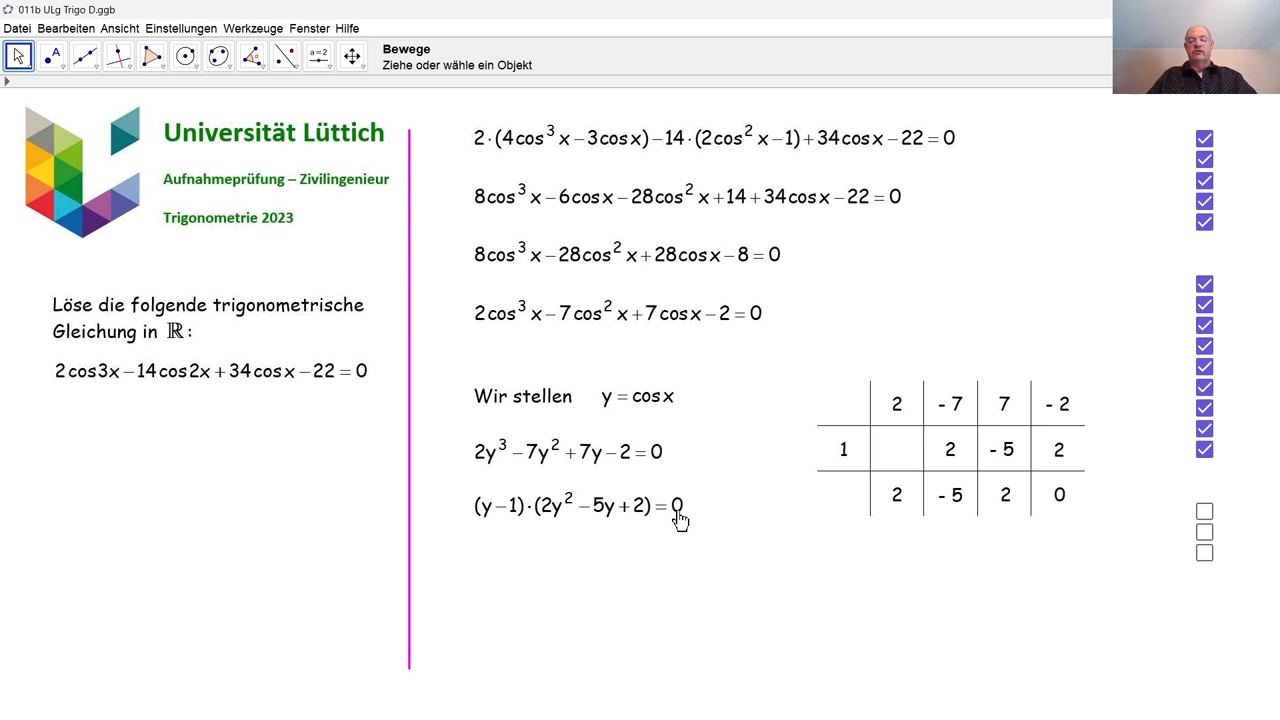 011b ULg Trigo D.ggb
Datei Bearbeiten Ansicht Einstellungen Werkzeuge Fenster Hilfe
A
a=2
Bewege
Ziehe oder wähle ein Objekt
Universität Lüttich
Aufnahmeprüfung – Zivilingenieur
Trigonometrie 2023
Löse die folgende trigonometrische
Gleichung in ℝ:
2cos3x−14cos2x+34cosx−22=0
2·(4cos³x−3cosx)−14·(2cos²x−1)+34cosx−22=0
8cos³x−6cosx−28cos²x+14+34cosx−22=0
8cos³x−28cos²x+28cosx−8=0
2cos³x−7cos²x+7cosx−2=0
Wir stellen y=cosx
2y³−7y²+7y−2=0
(y−1)·(2y²−5y+2)=0
2 -7 7 -2
1 2 -5 2
2 -5 2 0